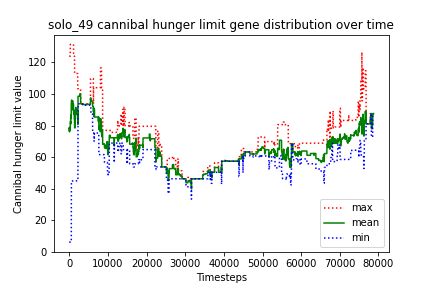 solo_49 cannibal hunger limit gene distribution over time
Cannibal hunger limit value
120
100
80
60
40
20
0
0 10000 20000 30000 40000 50000 60000 70000 80000
Timesteps
max
mean
min